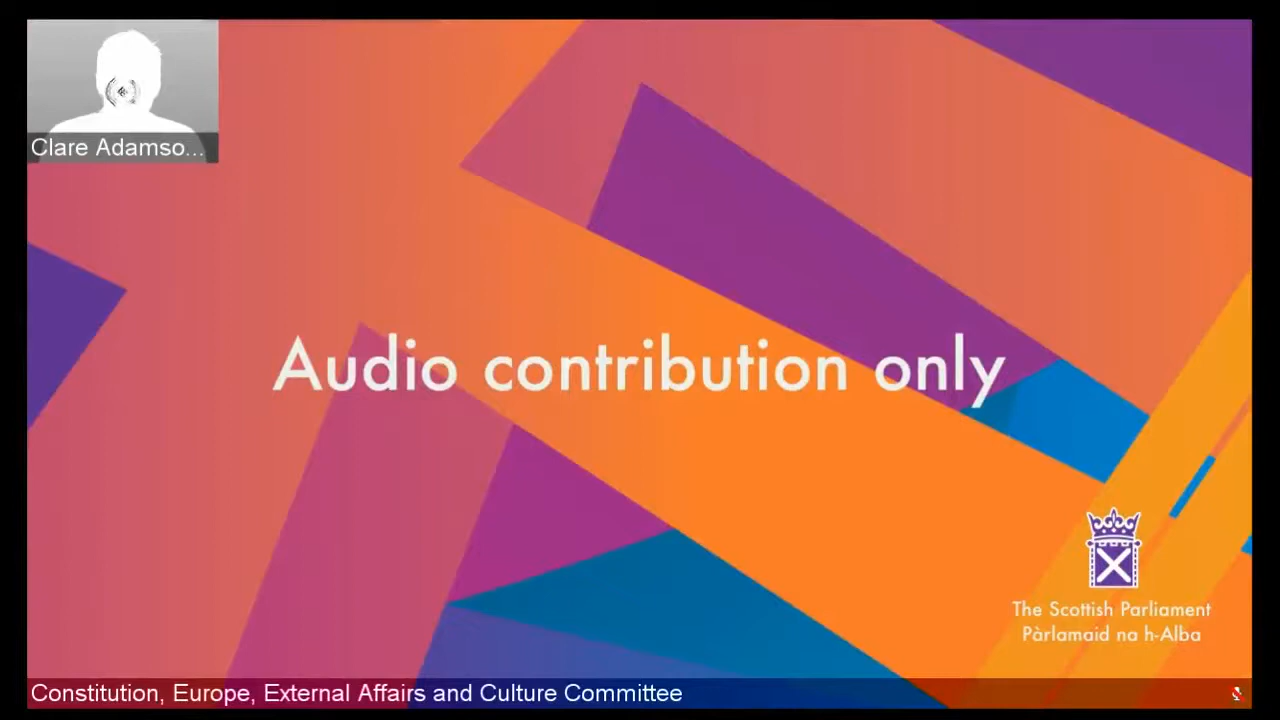 Clare Adamso...
Audio contribution only
The Scottish Parliament
Pàrlamaid na h-Alba
Constitution, Europe, External Affairs and Culture Committee